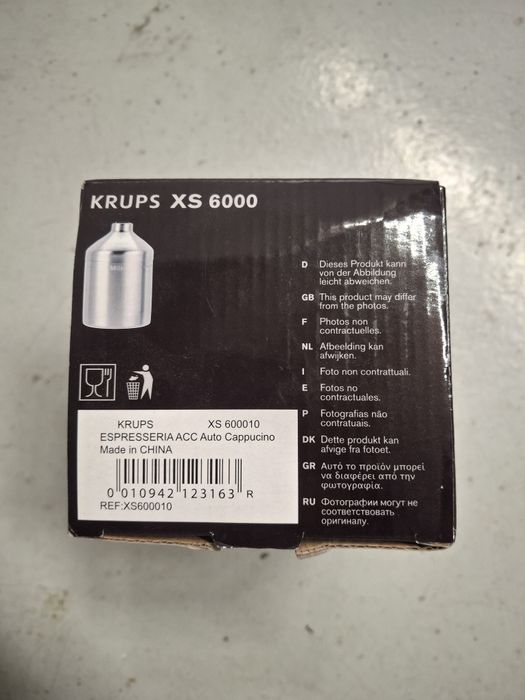 KRUPS XS 6000
Milk
D Dieses Produkt kann
von der Abbildung
leicht abweichen.
GB This product may differ
from the photos.
F Photos non
contractuelles.
NL Afbeelding kan
afwijken.
I Foto non contrattuali.
E Fotos no
contractuales.
P Fotografias não
contratuais.
DK Dette produkt kan
afvige fra fotoet.
GR Αυτό το προϊόν μπορεί
να διαφέρει από την
φωτογραφία.
RU Фотографии могут не
соответствовать
оригиналу.
KRUPS XS 600010
ESPRESSERIA ACC Auto Cappucino
Made in CHINA
0 010942 123163 R
REF:XS600010